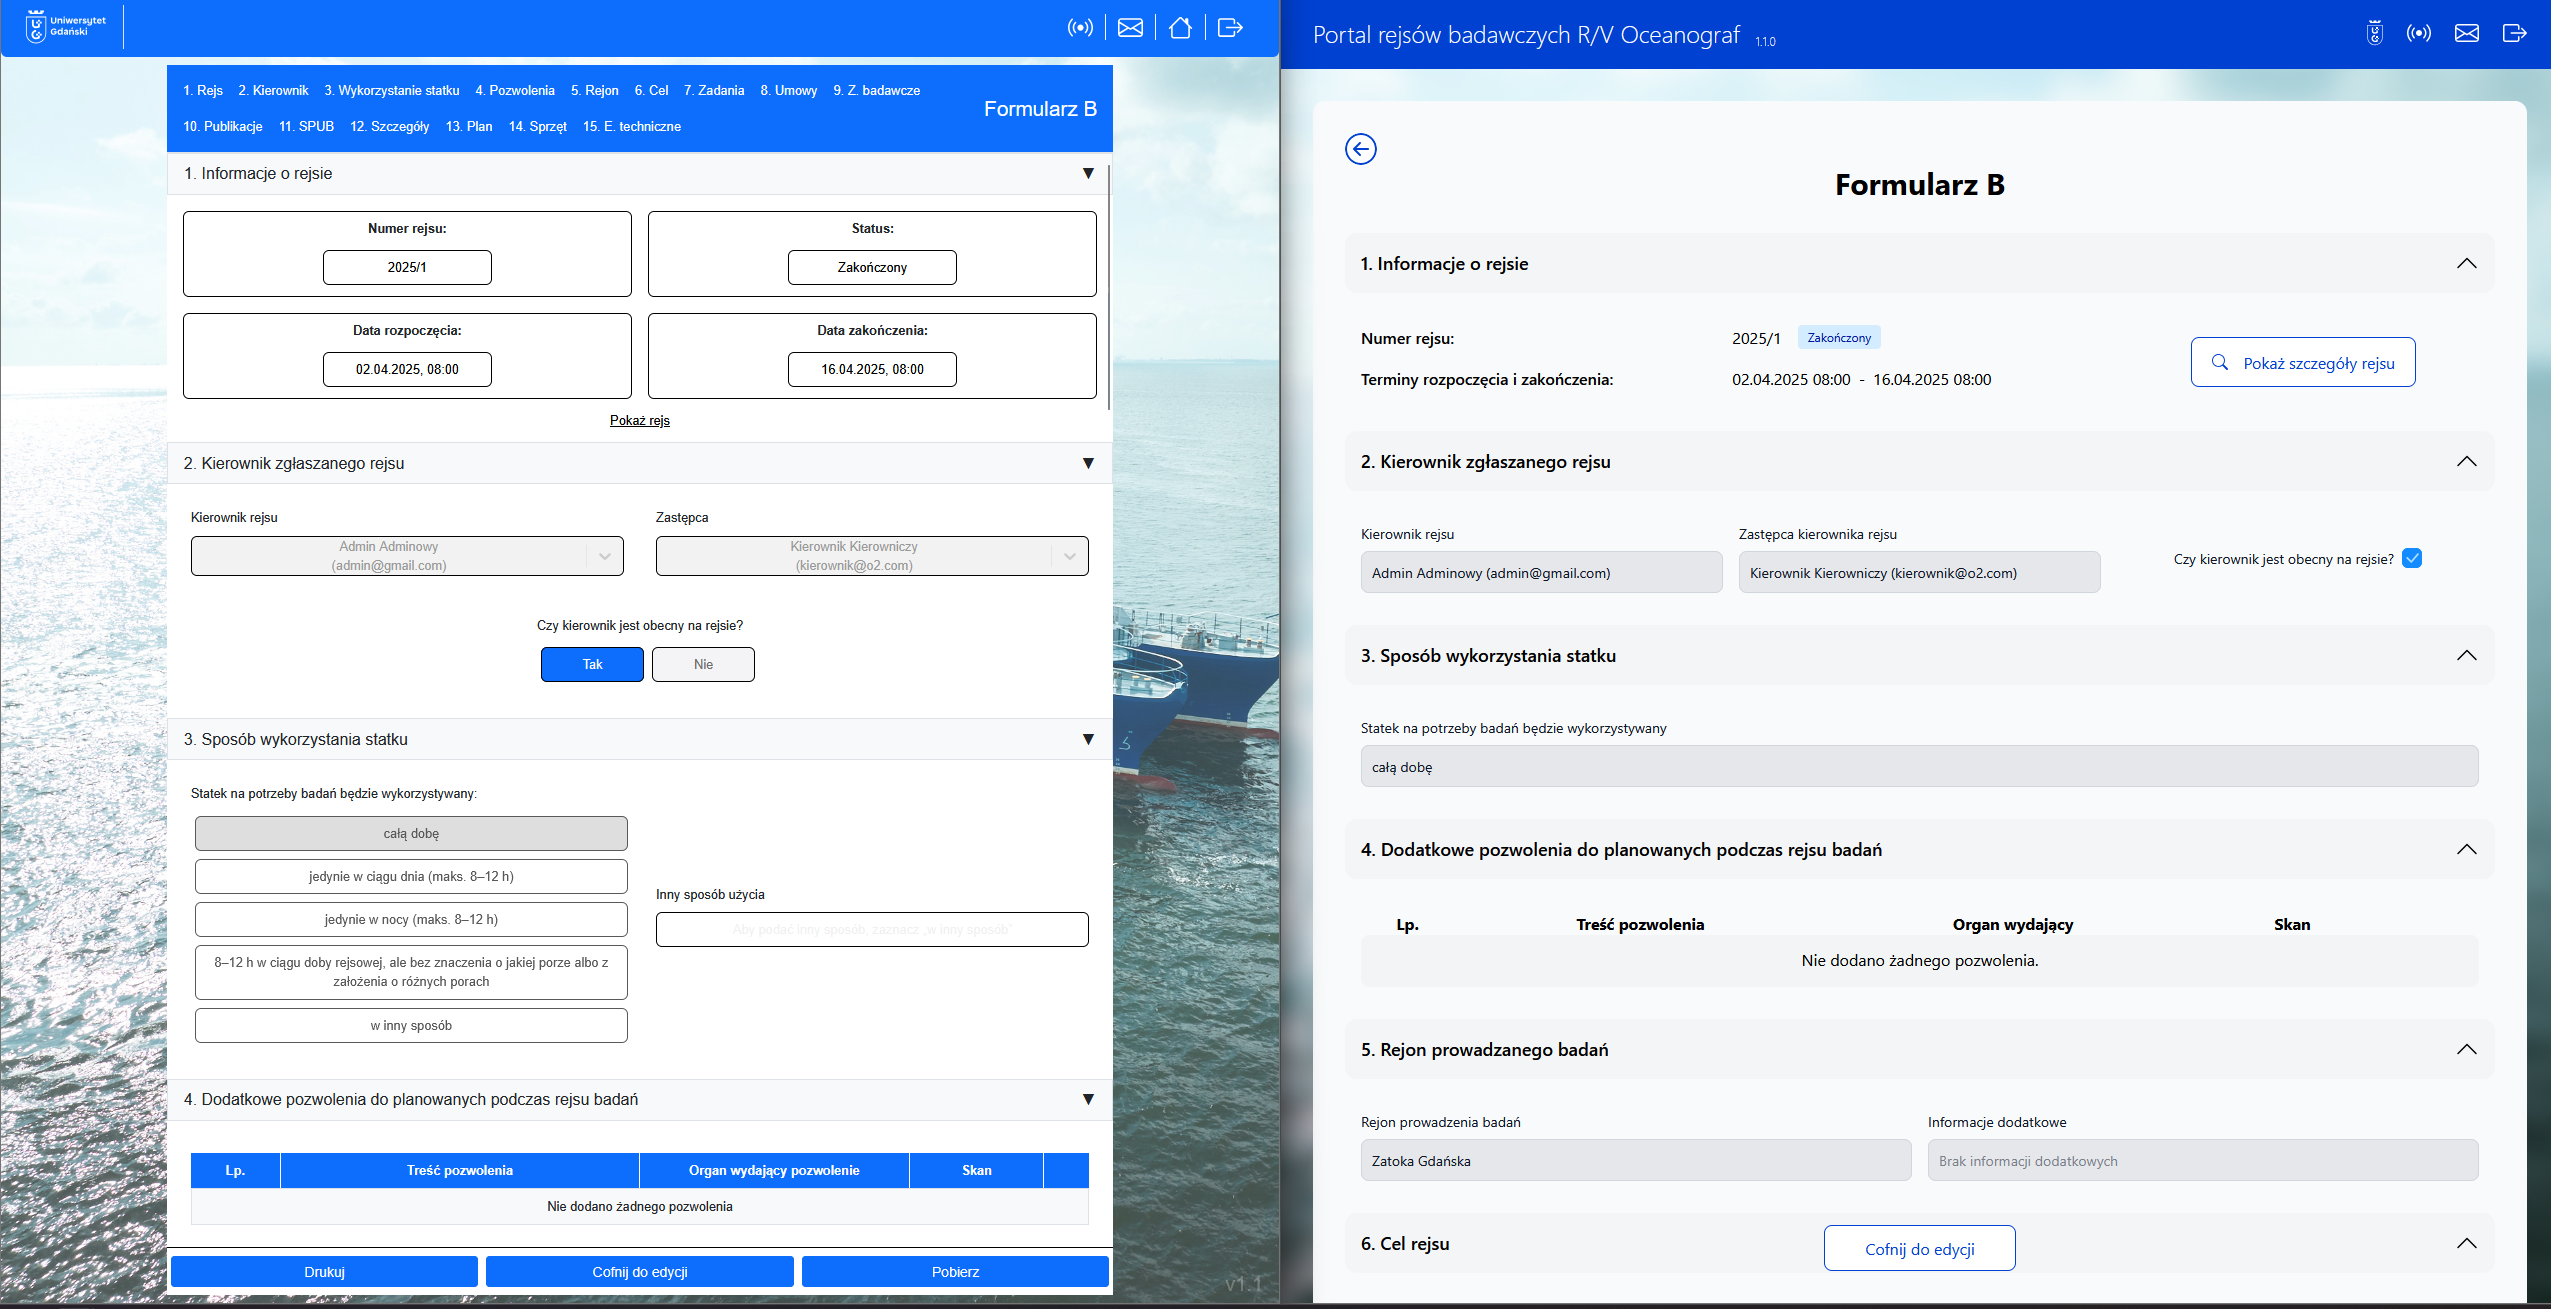 Uniwersytet
Gdański
1. Rejs 2. Kierownik 3. Wykorzystanie statku 4. Pozwolenia 5. Rejon 6. Cel 7. Zadania 8. Umowy 9. Z. badawcze
10. Publikacje 11. SPUB 12. Szczegóły 13. Plan 14. Sprzęt 15. E. techniczne
Formularz B
1. Informacje o rejsie
Numer rejsu:
2025/1
Status:
Zakończony
Data rozpoczęcia:
02.04.2025, 08:00
Data zakończenia:
16.04.2025, 08:00
Pokaż rejs
2. Kierownik zgłaszanego rejsu
Kierownik rejsu
Admin Adminowy
(admin@gmail.com)
Zastępca
Kierownik Kierowniczy
(kierownik@o2.com)
Czy kierownik jest obecny na rejsie?
Tak Nie
3. Sposób wykorzystania statku
Statek na potrzeby badań będzie wykorzystywany:
całą dobę
jedynie w ciągu dnia (maks. 8–12 h)
jedynie w nocy (maks. 8–12 h)
8–12 h w ciągu doby rejsowej, ale bez znaczenia o jakiej porze albo z
założenia o różnych porach
w inny sposób
Inny sposób użycia
Aby podać inny sposób, zaznacz „w inny sposób”
4. Dodatkowe pozwolenia do planowanych podczas rejsu badań
Lp. Treść pozwolenia Organ wydający pozwolenie Skan
Nie dodano żadnego pozwolenia
Drukuj Cofnij do edycji Pobierz
v1.1
Portal rejsów badawczych R/V Oceanograf 1.1.0
Formularz B
1. Informacje o rejsie
Numer rejsu: 2025/1 Zakończony
Terminy rozpoczęcia i zakończenia: 02.04.2025 08:00 - 16.04.2025 08:00
Pokaż szczegóły rejsu
2. Kierownik zgłaszanego rejsu
Kierownik rejsu
Admin Adminowy (admin@gmail.com)
Zastępca kierownika rejsu
Kierownik Kierowniczy (kierownik@o2.com)
Czy kierownik jest obecny na rejsie?
3. Sposób wykorzystania statku
Statek na potrzeby badań będzie wykorzystywany
całą dobę
4. Dodatkowe pozwolenia do planowanych podczas rejsu badań
Lp. Treść pozwolenia Organ wydający Skan
Nie dodano żadnego pozwolenia.
5. Rejon prowadzanego badań
Rejon prowadzenia badań
Zatoka Gdańska
Informacje dodatkowe
Brak informacji dodatkowych
6. Cel rejsu
Cofnij do edycji